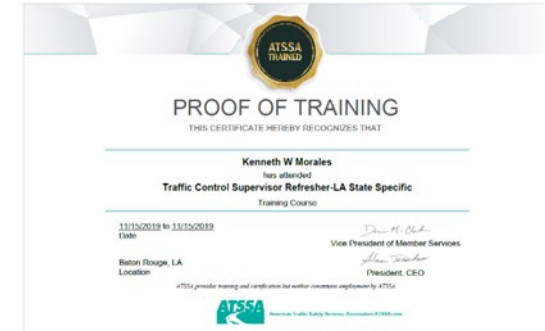 ATSSA
TRAINED
PROOF OF TRAINING
THIS CERTIFICATE HEREBY RECOGNIZES THAT
Kenneth W Morales
has attended
Traffic Control Supervisor Refresher-LA State Specific
Training Course
11/15/2019 to 11/15/2019
Date
Vice President of Member Services
Baton Rouge, LA
Location
President, CEO
ATSSA provides training and certification but neither constitutes employment by ATSSA
ATSSA
American Traffic Safety Services Association ATSSA.com